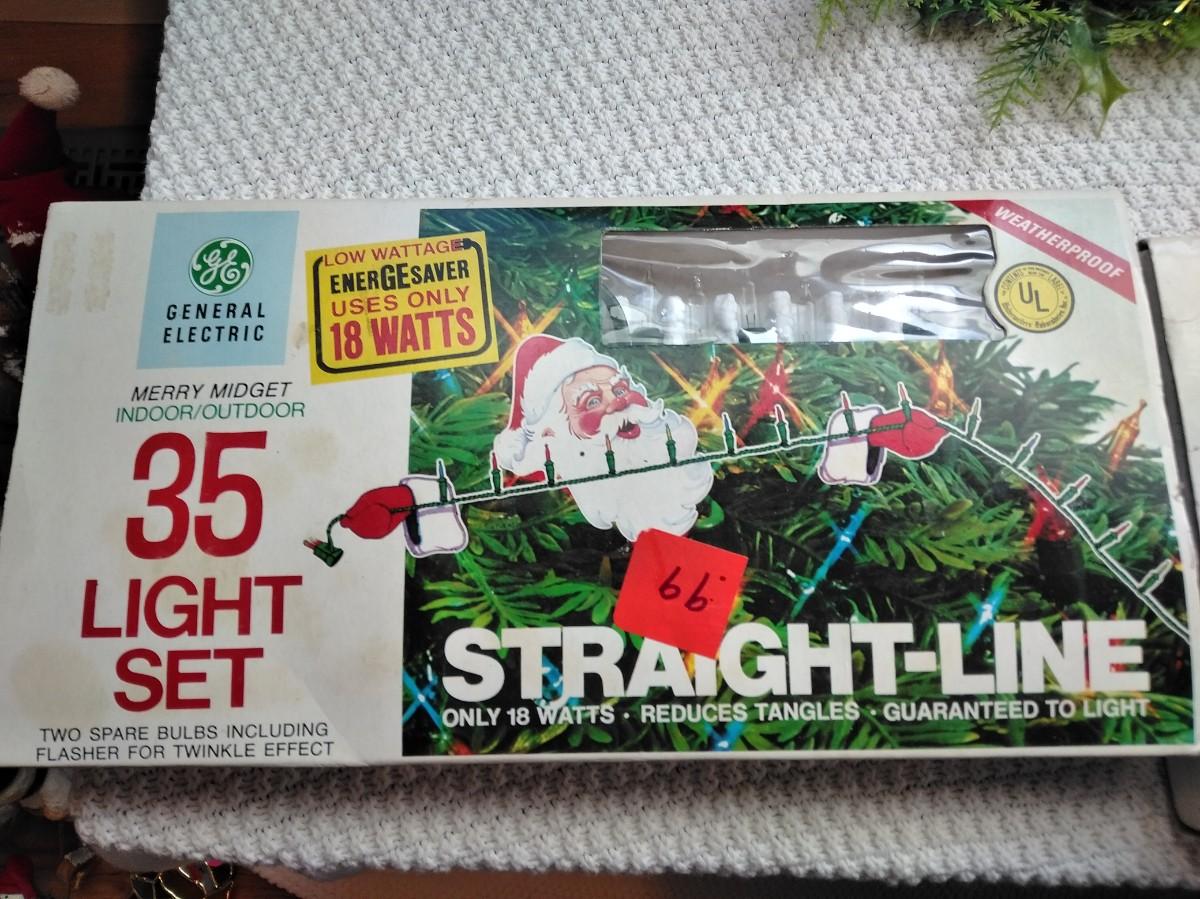 GE
GENERAL
ELECTRIC
LOW WATTAGE
ENERGESAVER
USES ONLY
18 WATTS
MERRY MIDGET
INDOOR/OUTDOOR
35
LIGHT
SET
TWO SPARE BULBS INCLUDING
FLASHER FOR TWINKLE EFFECT
WEATHERPROOF
UL
.99
STRAIGHT-LINE
ONLY 18 WATTS · REDUCES TANGLES · GUARANTEED TO LIGHT